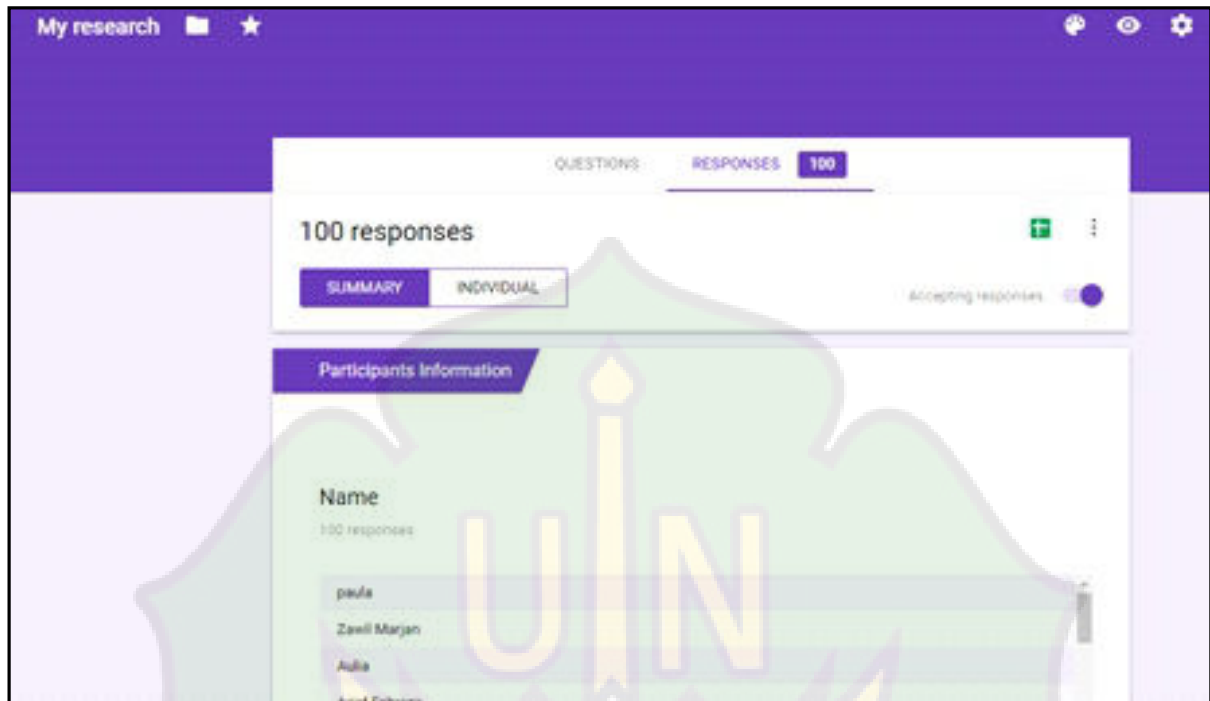 My research
QUESTIONS RESPONSES 100
100 responses
SUMMARY INDIVIDUAL
Accepting responses
Participants Information
Name
100 responses
paula
Zawil Marjan
Aulia
UIN